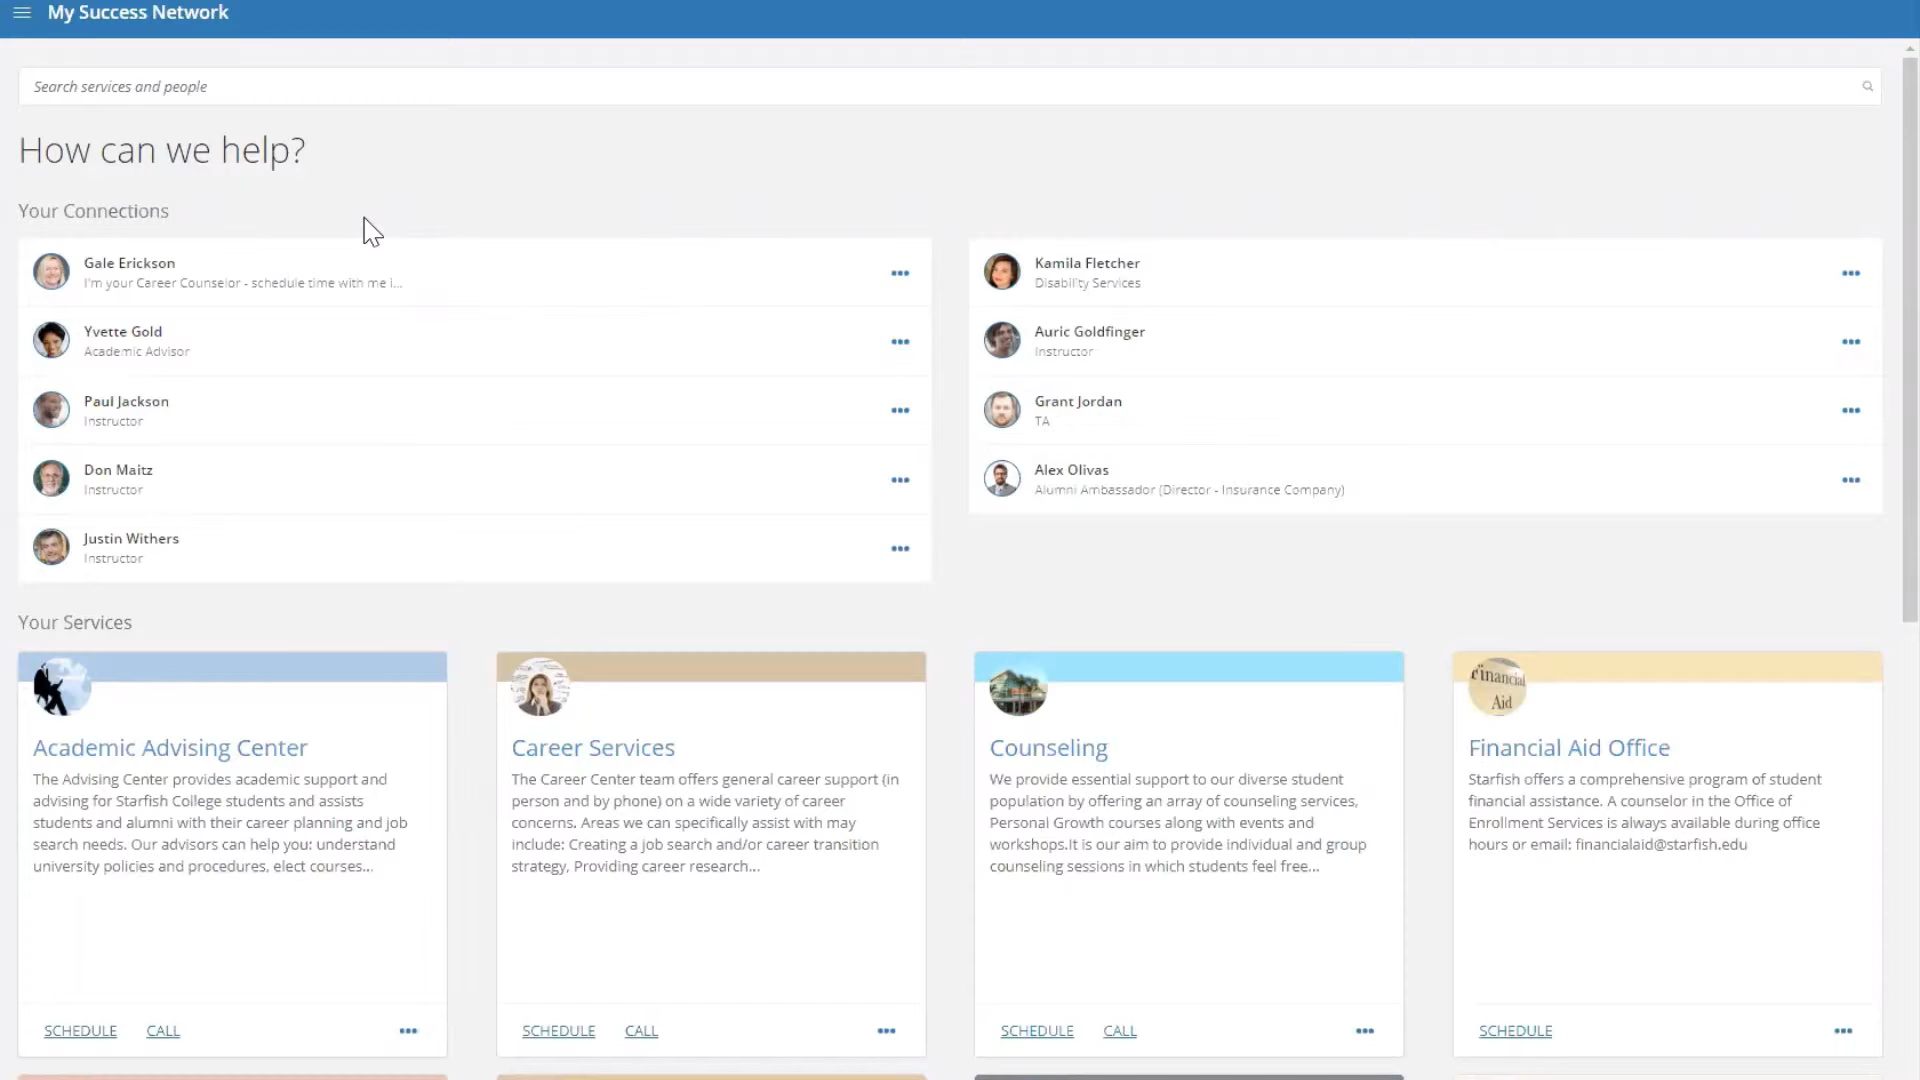 My Success Network
Search services and people
How can we help?
Your Connections
Gale Erickson
I'm your Career Counselor - schedule time with me i...
Yvette Gold
Academic Advisor
Paul Jackson
Instructor
Don Maitz
Instructor
Justin Withers
Instructor
Kamila Fletcher
Disability Services
Auric Goldfinger
Instructor
Grant Jordan
TA
Alex Olivas
Alumni Ambassador (Director - Insurance Company)
Your Services
Academic Advising Center
The Advising Center provides academic support and
advising for Starfish College students and assists
students and alumni with their career planning and job
search needs. Our advisors can help you: understand
university policies and procedures, elect courses...
SCHEDULE CALL
Career Services
The Career Center team offers general career support (in
person and by phone) on a wide variety of career
concerns. Areas we can specifically assist with may
include: Creating a job search and/or career transition
strategy, Providing career research...
SCHEDULE CALL
Counseling
We provide essential support to our diverse student
population by offering an array of counseling services,
Personal Growth courses along with events and
workshops.It is our aim to provide individual and group
counseling sessions in which students feel free...
SCHEDULE CALL
Financial
Aid
Financial Aid Office
Starfish offers a comprehensive program of student
financial assistance. A counselor in the Office of
Enrollment Services is always available during office
hours or email: financialaid@starfish.edu
SCHEDULE